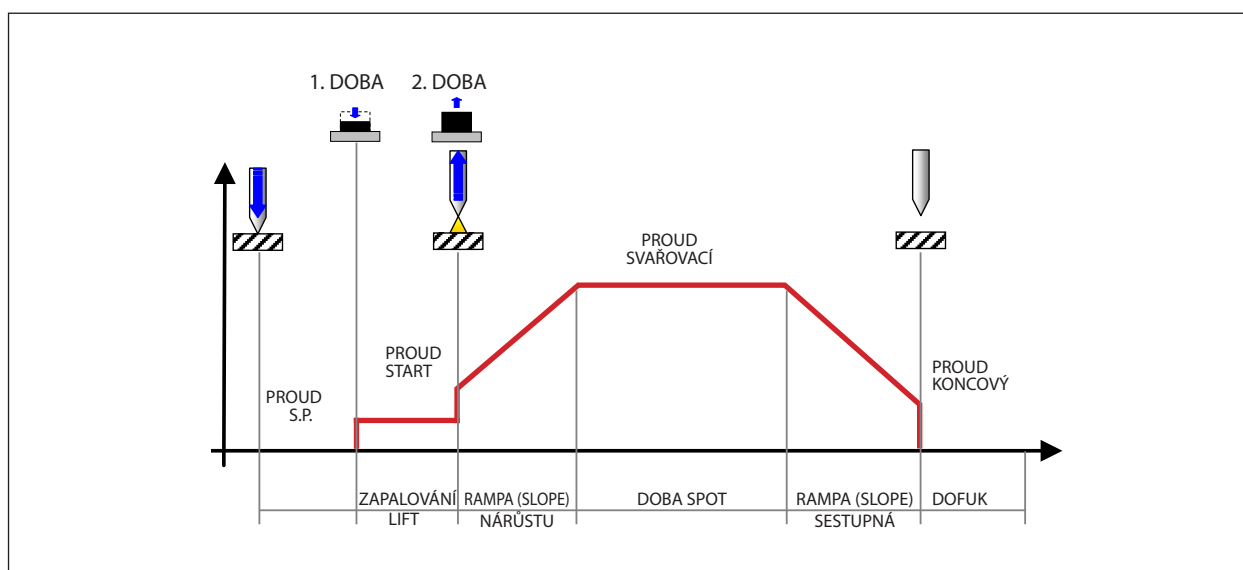 1. DOBA
2. DOBA
PROUD
SVAŘOVACÍ
PROUD
START
PROUD
KONCOVÝ
PROUD
S.P.
ZAPALOVÁNÍ
LIFT
RAMPA (SLOPE)
NÁRŮSTU
DOBA SPOT
RAMPA (SLOPE)
SESTUPNÁ
DOFUK